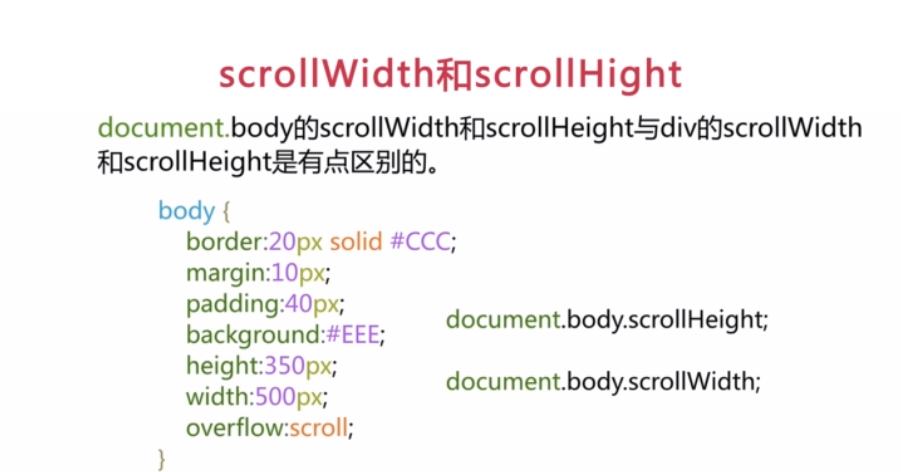 scrollWidth和scrollHight
document.body的scrollWidth和scrollHeight与div的scrollWidth
和scrollHeight是有点区别的。
body {
border:20px solid #CCC;
margin:10px;
padding:40px;
background:#EEE;
height:350px;
width:500px;
overflow:scroll;
}
document.body.scrollHeight;
document.body.scrollWidth;